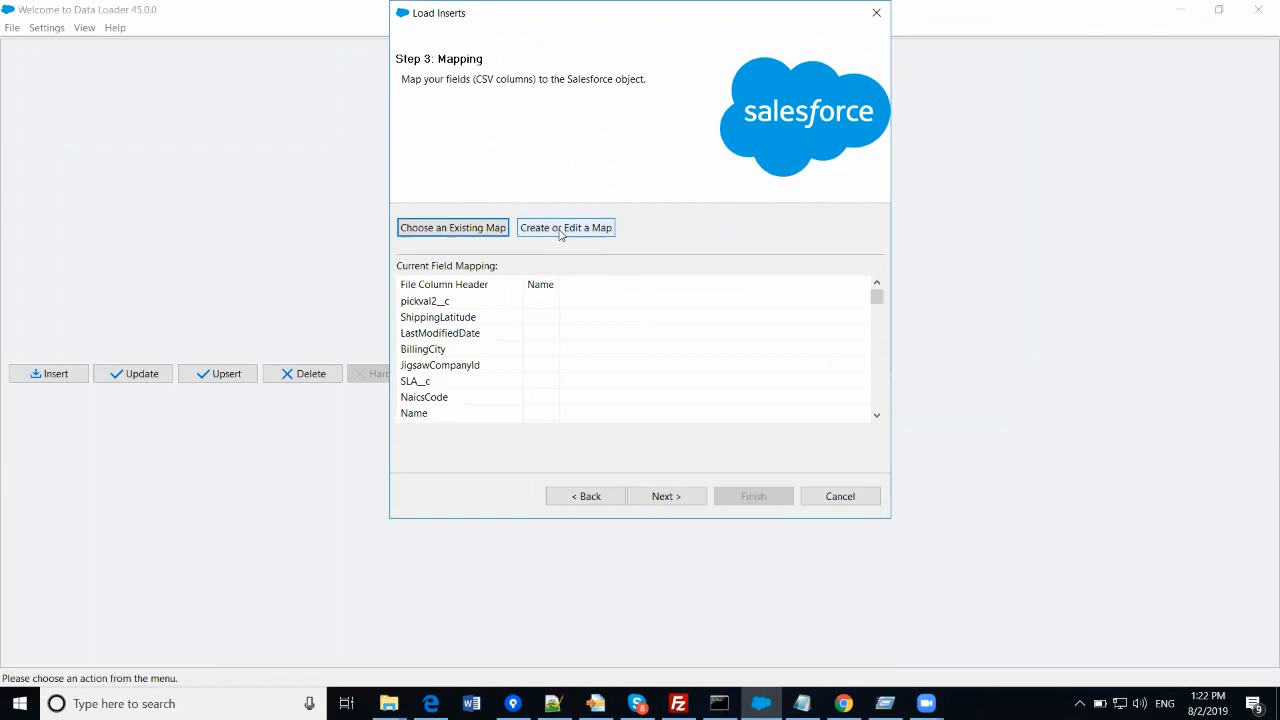 Welcome to Data Loader 45.0.0
File Settings View Help
Load Inserts
Step 3: Mapping
Map your fields (CSV columns) to the Salesforce object.
salesforce
Choose an Existing Map Create or Edit a Map
Current Field Mapping:
File Column Header Name
pickval2__c
ShippingLatitude
LastModifiedDate
BillingCity
JigsawCompanyId
SLA__c
NaicsCode
Name
Insert Update Upsert Delete Hard
< Back Next > Finish Cancel
Please choose an action from the menu.
Type here to search
8
ENG
1:22 PM
8/2/2019
9